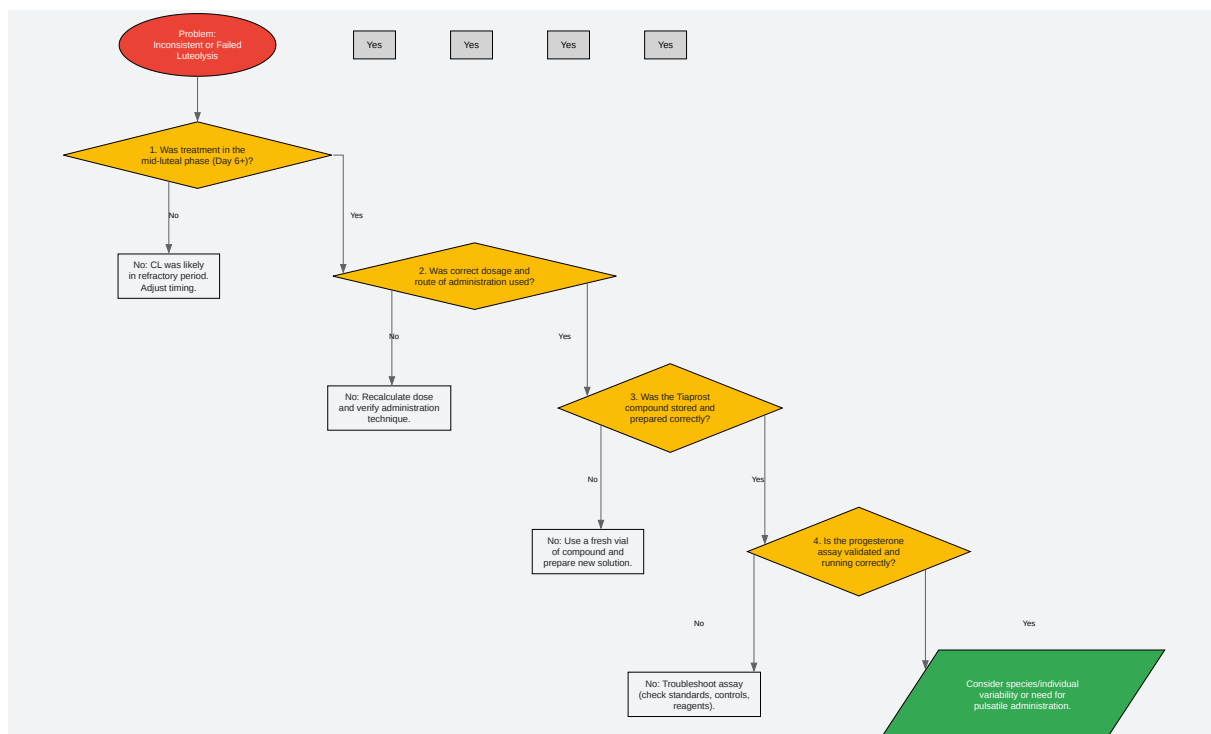 Problem:
Inconsistent or Failed
Luteolysis
Yes
Yes
Yes
Yes
1. Was treatment in the
mid-luteal phase (Day 6+)?
No
Yes
No: CL was likely
in refractory period.
Adjust timing.
2. Was correct dosage and
route of administration used?
No
Yes
No: Recalculate dose
and verify administration
technique.
3. Was the Tiaprost
compound stored and
prepared correctly?
No
Yes
No: Use a fresh vial
of compound and
prepare new solution.
4. Is the progesterone
assay validated and
running correctly?
No
Yes
No: Troubleshoot assay
(check standards, controls,
reagents).
Consider species/individual
variability or need for
pulsatile administration.